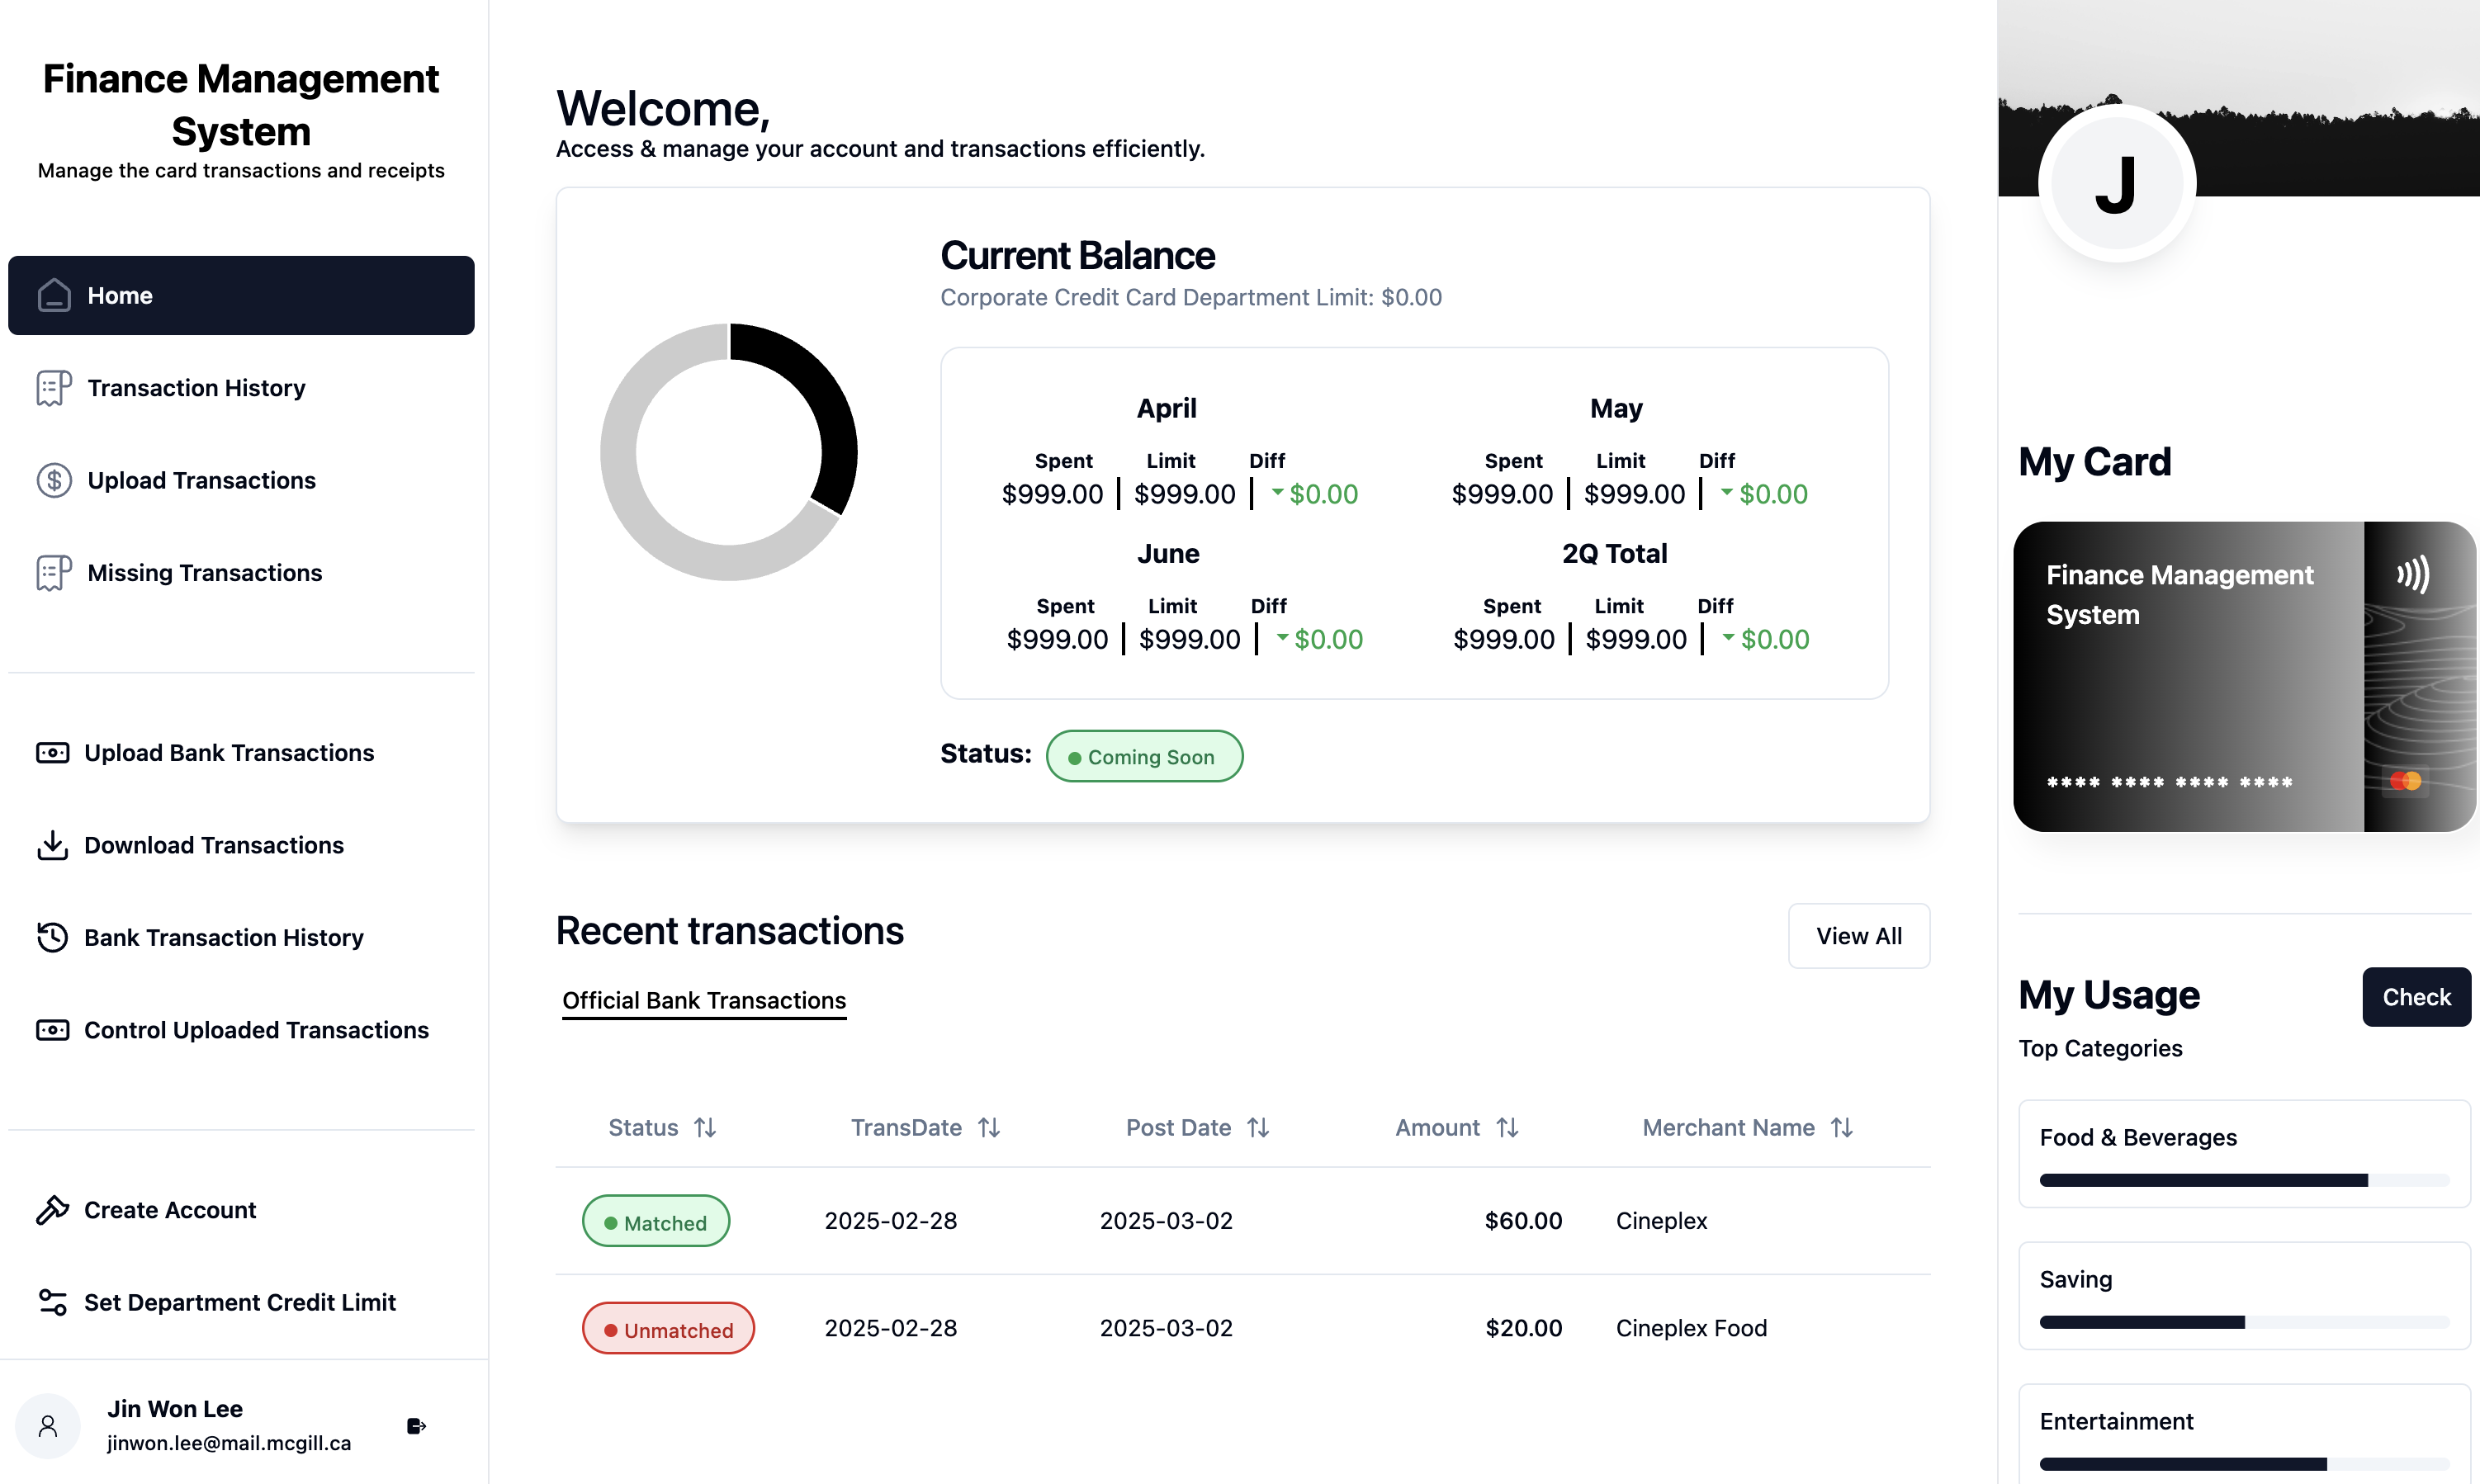 Finance Management
System
Manage the card transactions and receipts
Home
Transaction History
Upload Transactions
Missing Transactions
Upload Bank Transactions
Download Transactions
Bank Transaction History
Control Uploaded Transactions
Create Account
Set Department Credit Limit
Jin Won Lee
jinwon.lee@mail.mcgill.ca
Welcome,
Access & manage your account and transactions efficiently.
Current Balance
Corporate Credit Card Department Limit: $0.00
April
Spent Limit Diff
$999.00 $999.00 $0.00
May
Spent Limit Diff
$999.00 $999.00 $0.00
June
Spent Limit Diff
$999.00 $999.00 $0.00
2Q Total
Spent Limit Diff
$999.00 $999.00 $0.00
Status: Coming Soon
Recent transactions
View All
Official Bank Transactions
Status TransDate Post Date Amount Merchant Name
Matched 2025-02-28 2025-03-02 $60.00 Cineplex
Unmatched 2025-02-28 2025-03-02 $20.00 Cineplex Food
J
My Card
Finance Management
System
**** **** **** ****
My Usage
Check
Top Categories
Food & Beverages
Saving
Entertainment